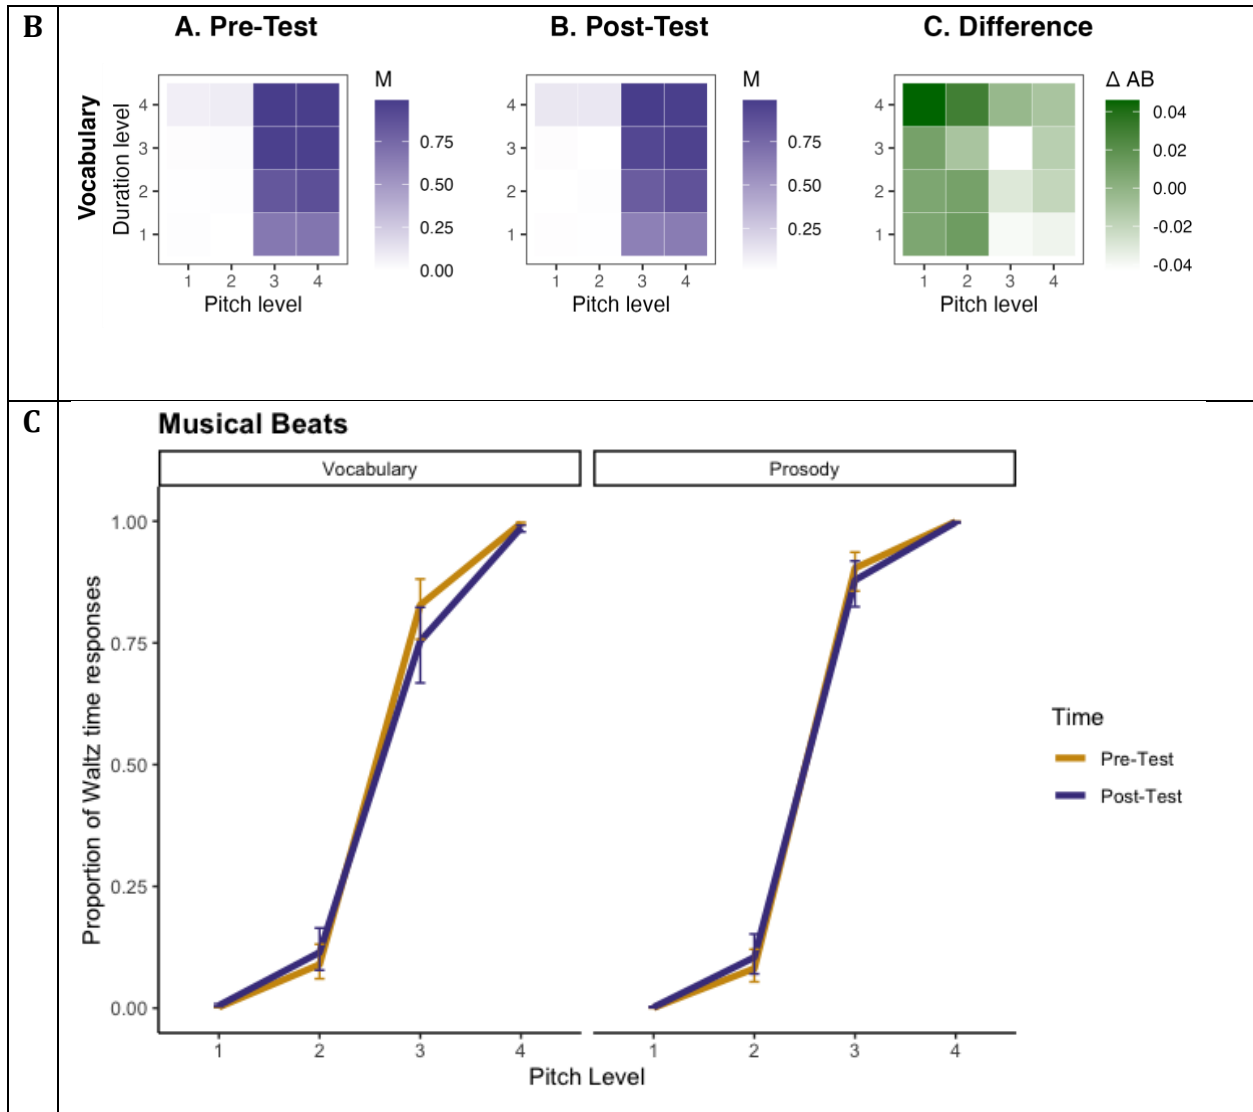 B
A. Pre-Test
B. Post-Test
C. Difference
Vocabulary
Duration level
4
3
2
1
1 2 3 4
Pitch level
M
0.75
0.50
0.25
0.00
4
3
2
1
1 2 3 4
Pitch level
M
0.75
0.50
0.25
4
3
2
1
1 2 3 4
Pitch level
Δ AB
0.04
0.02
0.00
-0.02
-0.04
C
Musical Beats
Vocabulary
Prosody
Proportion of Waltz time responses
1.00
0.75
0.50
0.25
0.00
1 2 3 4
1 2 3 4
Pitch Level
Time
Pre-Test
Post-Test